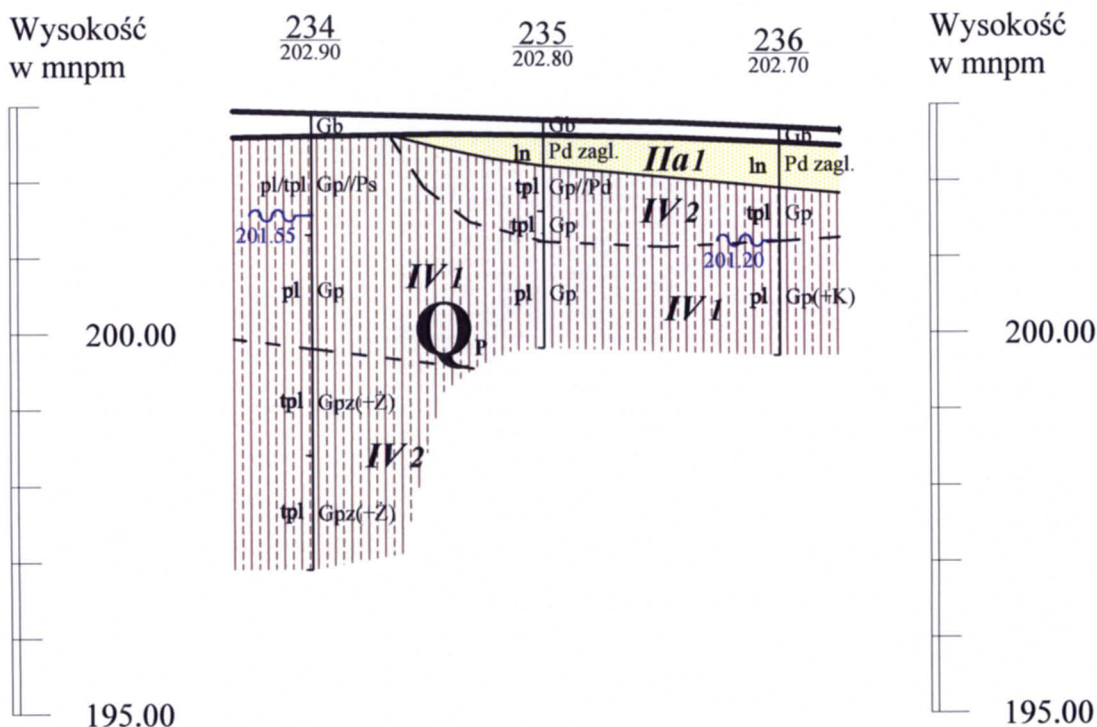 Wysokość
w mnpm
234
202.90
235
202.80
236
202.70
Wysokość
w mnpm
Gb
Gb
Gb
ln
Pd zagl.
IIa1
ln
Pd zagl.
pl/tpl
Gp//Ps
tpl
Gp//Pd
IV2
tpl
Gp
201.55
tpl
Gp
201.20
pl
Gp
IV1
pl
Gp
IV1
pl
Gp(+K)
Qp
200.00
200.00
tpl
Gpz(+Ż)
IV2
tpl
Gpz(+Ż)
195.00
195.00